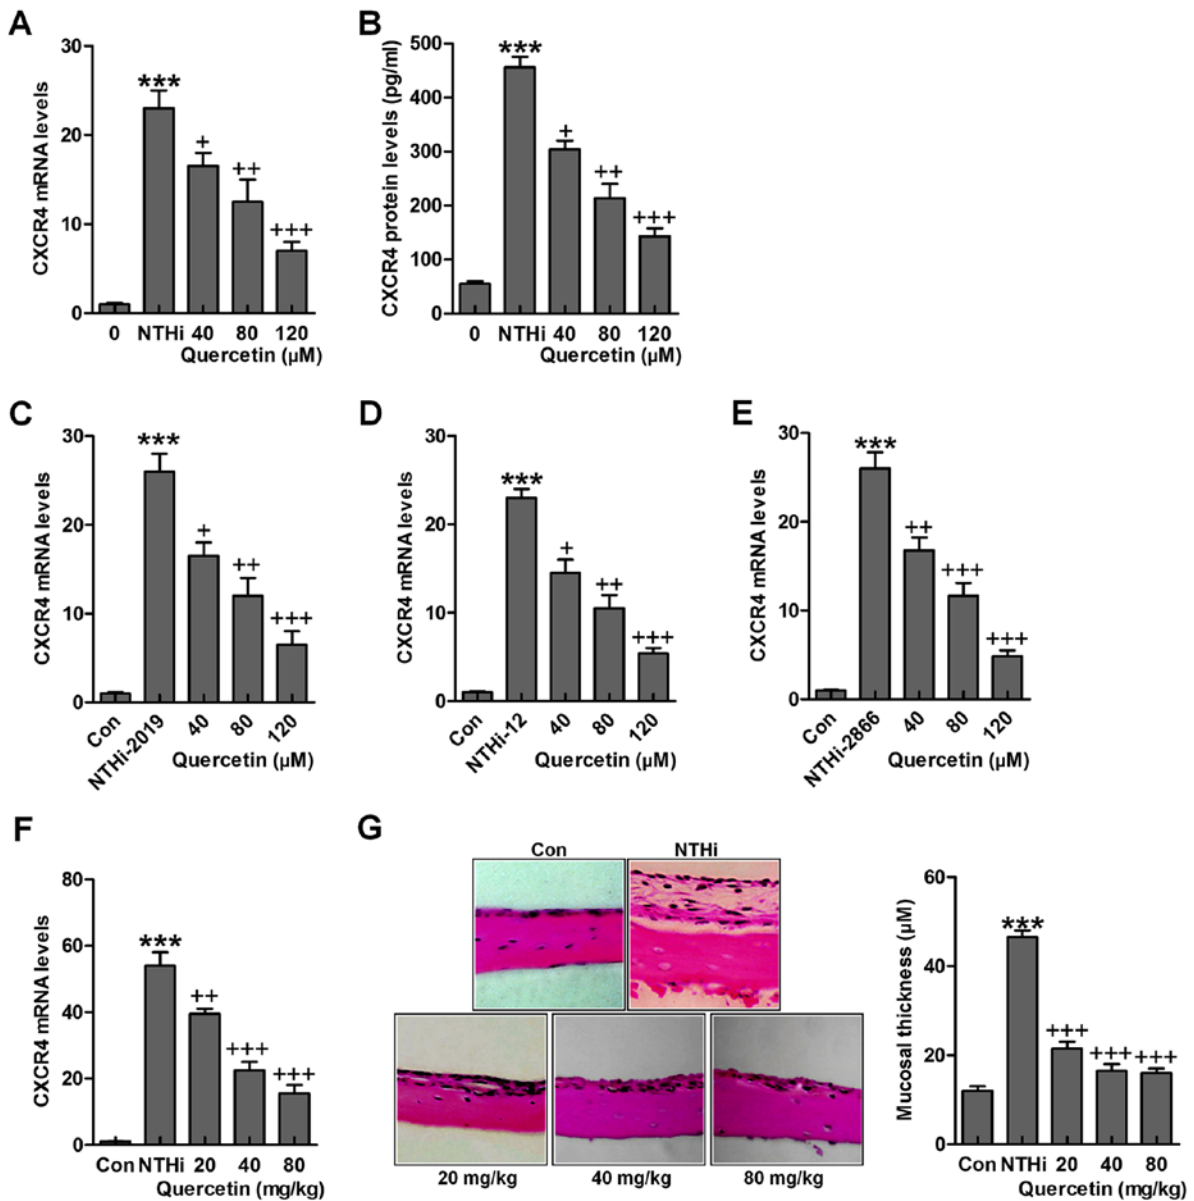 A
CXCR4 mRNA levels
30
20
10
0
***
+
++
+++
0 NTHi 40 80 120
Quercetin (µM)
B
CXCR4 protein levels (pg/ml)
500
400
300
200
100
0
***
+
++
+++
0 NTHi 40 80 120
Quercetin (µM)
C
CXCR4 mRNA levels
30
20
10
0
***
+
++
+++
Con NTHi-2019 40 80 120
Quercetin (µM)
D
CXCR4 mRNA levels
30
20
10
0
***
+
++
+++
Con NTHi-12 40 80 120
Quercetin (µM)
E
CXCR4 mRNA levels
30
20
10
0
***
++
+++
+++
Con NTHi-2866 40 80 120
Quercetin (µM)
F
CXCR4 mRNA levels
80
60
40
20
0
***
++
+++
+++
Con NTHi 20 40 80
Quercetin (mg/kg)
G
Con NTHi
20 mg/kg 40 mg/kg 80 mg/kg
Mucosal thickness (µM)
60
40
20
0
***
+++
+++
+++
Con NTHi 20 40 80
Quercetin (mg/kg)